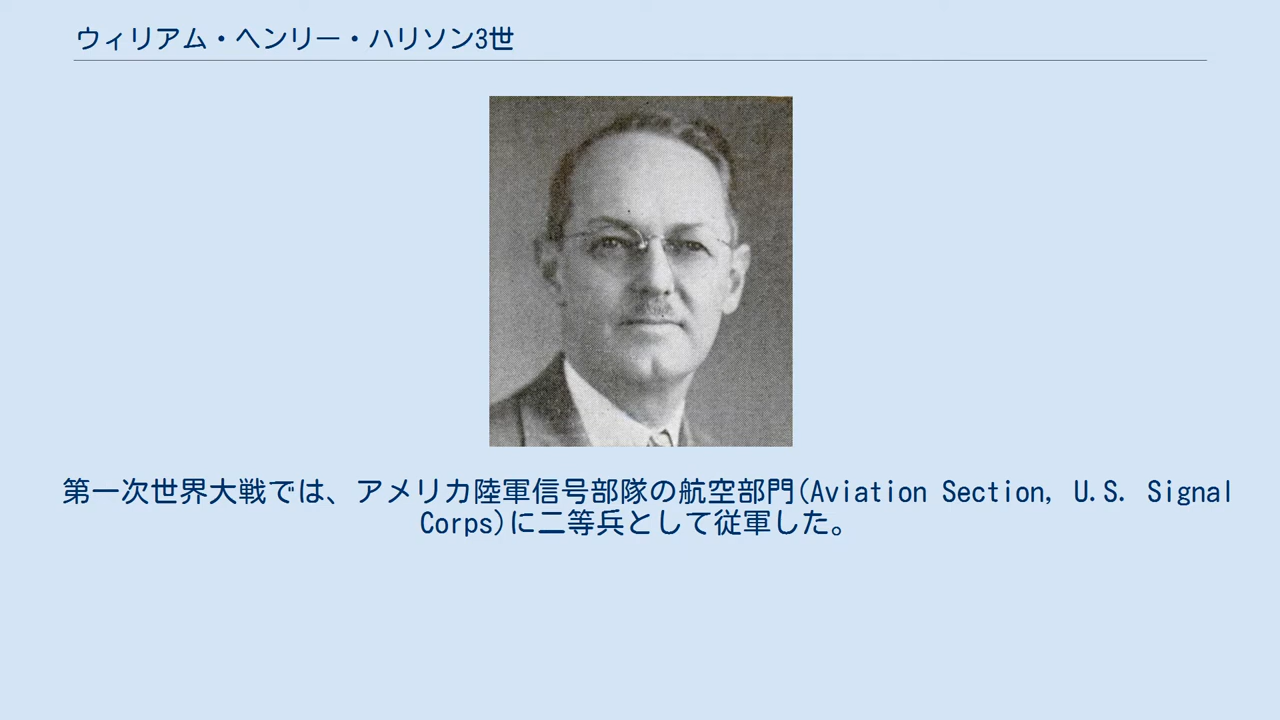 ウィリアム・ヘンリー・ハリソン3世
第一次世界大戦では、アメリカ陸軍信号部隊の航空部門(Aviation Section, U.S. Signal
Corps)に二等兵として従軍した。